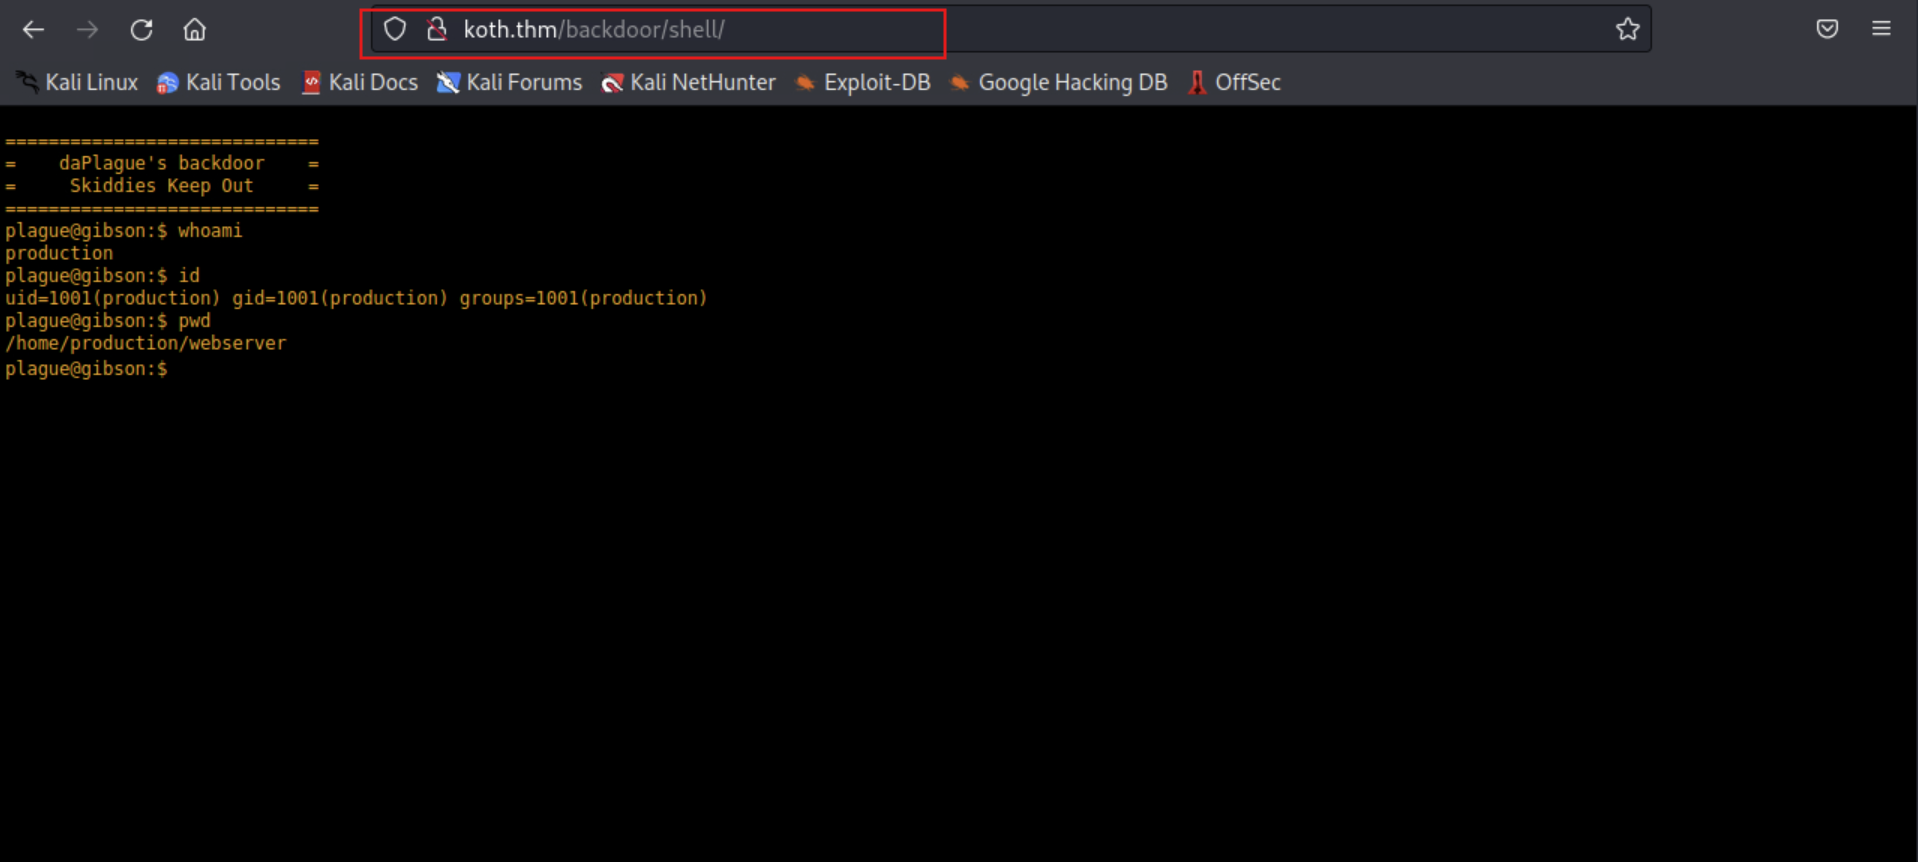 koth.thm/backdoor/shell/
Kali Linux Kali Tools Kali Docs Kali Forums Kali NetHunter Exploit-DB Google Hacking DB OffSec
=============================
=    daPlague's backdoor    =
=     Skiddies Keep Out     =
=============================
plague@gibson:$ whoami
production
plague@gibson:$ id
uid=1001(production) gid=1001(production) groups=1001(production)
plague@gibson:$ pwd
/home/production/webserver
plague@gibson:$